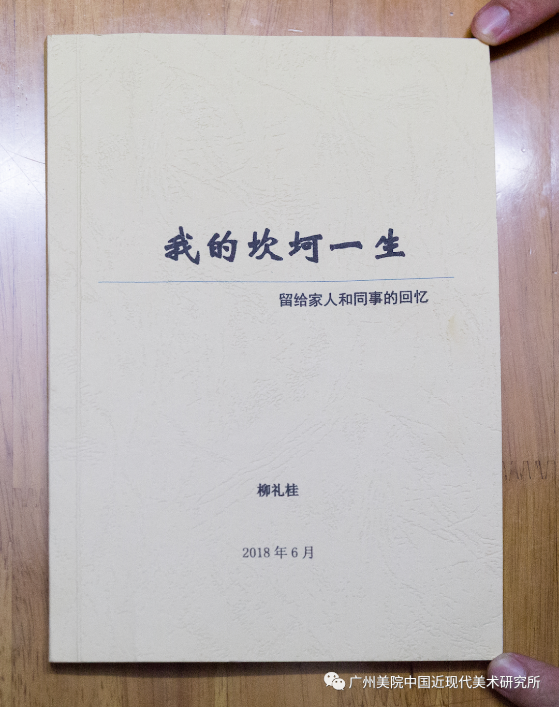 我的坎坷一生
留给家人和同事的回忆
柳礼桂
2018年6月
广州美院中国近现代美术研究所